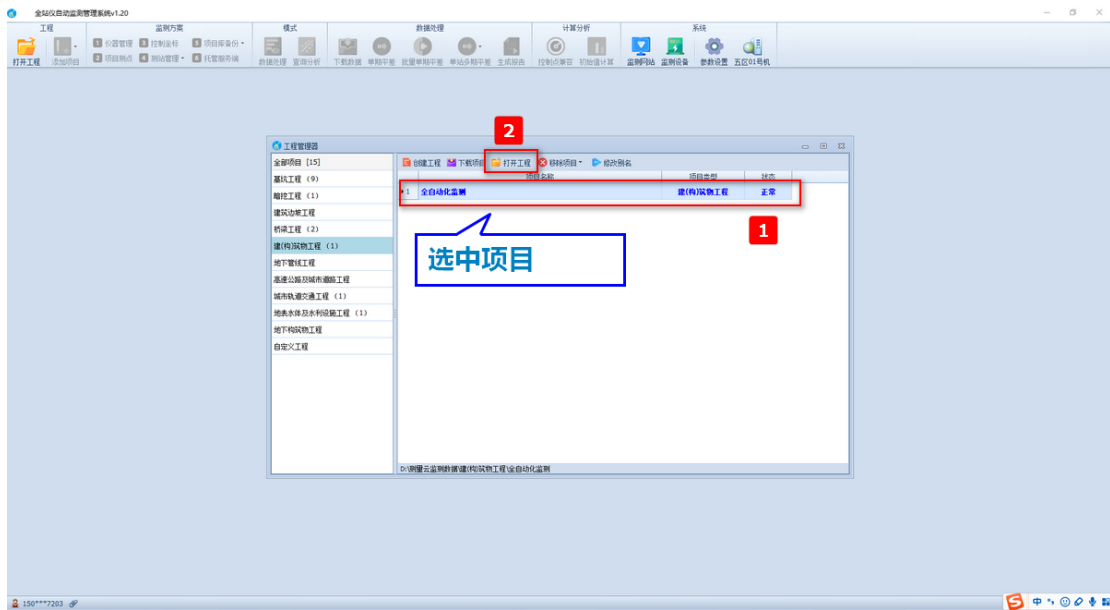 全站仪自动监测管理系统v1.20
工程 监测方案 模式 数据处理 计算分析 系统
1 仪器管理 3 控制坐标 5 项目库备份
2 项目测点 4 测站管理 6 托管服务端
打开工程 添加项目 数据处理 查询分析 下载数据 单期平差 批量单期平差 单站多期平差 生成报告 控制点兼容 初始值计算 监测网站 监测设备 参数设置 五区01号机
2
工程管理器
全部项目 [15] 创建工程 下载项目 打开工程 移除项目 修改别名
项目名称 项目类型 状态
基坑工程 (9)
1 全自动化监测 建(构)筑物工程 正常
暗挖工程 (1)
建筑边坡工程
桥梁工程 (2)
1
建(构)筑物工程 (1)
选中项目
地下管线工程
高速公路及城市道路工程
城市轨道交通工程 (1)
地表水体及水利设施工程 (1)
地下构筑物工程
自定义工程
D:\测量云监测数据\建(构)筑物工程\全自动化监测
150***7203
中